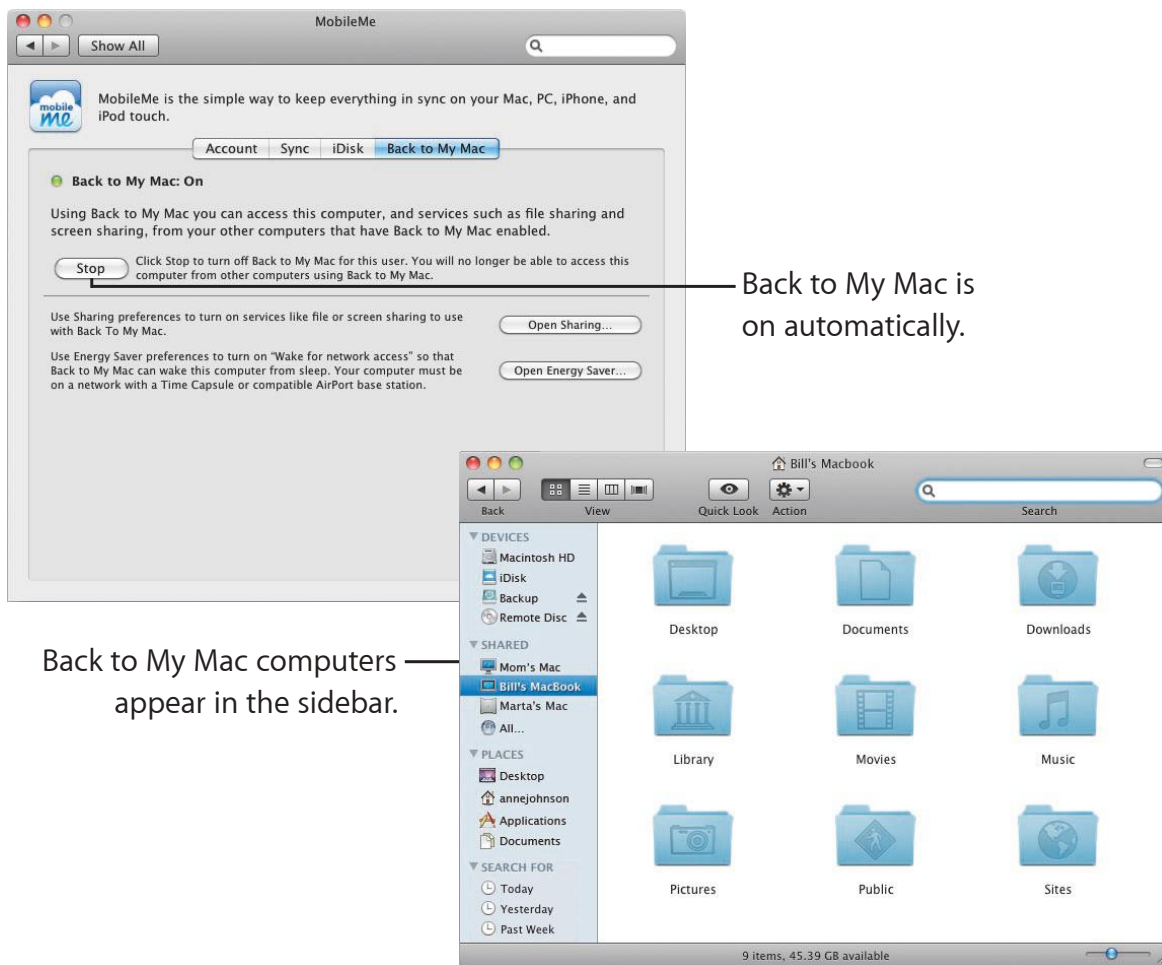 MobileMe
Show All
mobile
me
MobileMe is the simple way to keep everything in sync on your Mac, PC, iPhone, and
iPod touch.
Account Sync iDisk Back to My Mac
Back to My Mac: On
Using Back to My Mac you can access this computer, and services such as file sharing and
screen sharing, from your other computers that have Back to My Mac enabled.
Stop
Click Stop to turn off Back to My Mac for this user. You will no longer be able to access this
computer from other computers using Back to My Mac.
Back to My Mac is
on automatically.
Use Sharing preferences to turn on services like file or screen sharing to use
with Back To My Mac.
Open Sharing...
Use Energy Saver preferences to turn on “Wake for network access” so that
Back to My Mac can wake this computer from sleep. Your computer must be
on a network with a Time Capsule or compatible AirPort base station.
Open Energy Saver...
Bill's Macbook
Back View Quick Look Action Search
DEVICES
Macintosh HD
iDisk
Backup
Remote Disc
SHARED
Mom's Mac
Bill's MacBook
Marta's Mac
All...
PLACES
Desktop
annejohnson
Applications
Documents
SEARCH FOR
Today
Yesterday
Past Week
Desktop Documents Downloads
Library Movies Music
Pictures Public Sites
9 items, 45.39 GB available
Back to My Mac computers
appear in the sidebar.